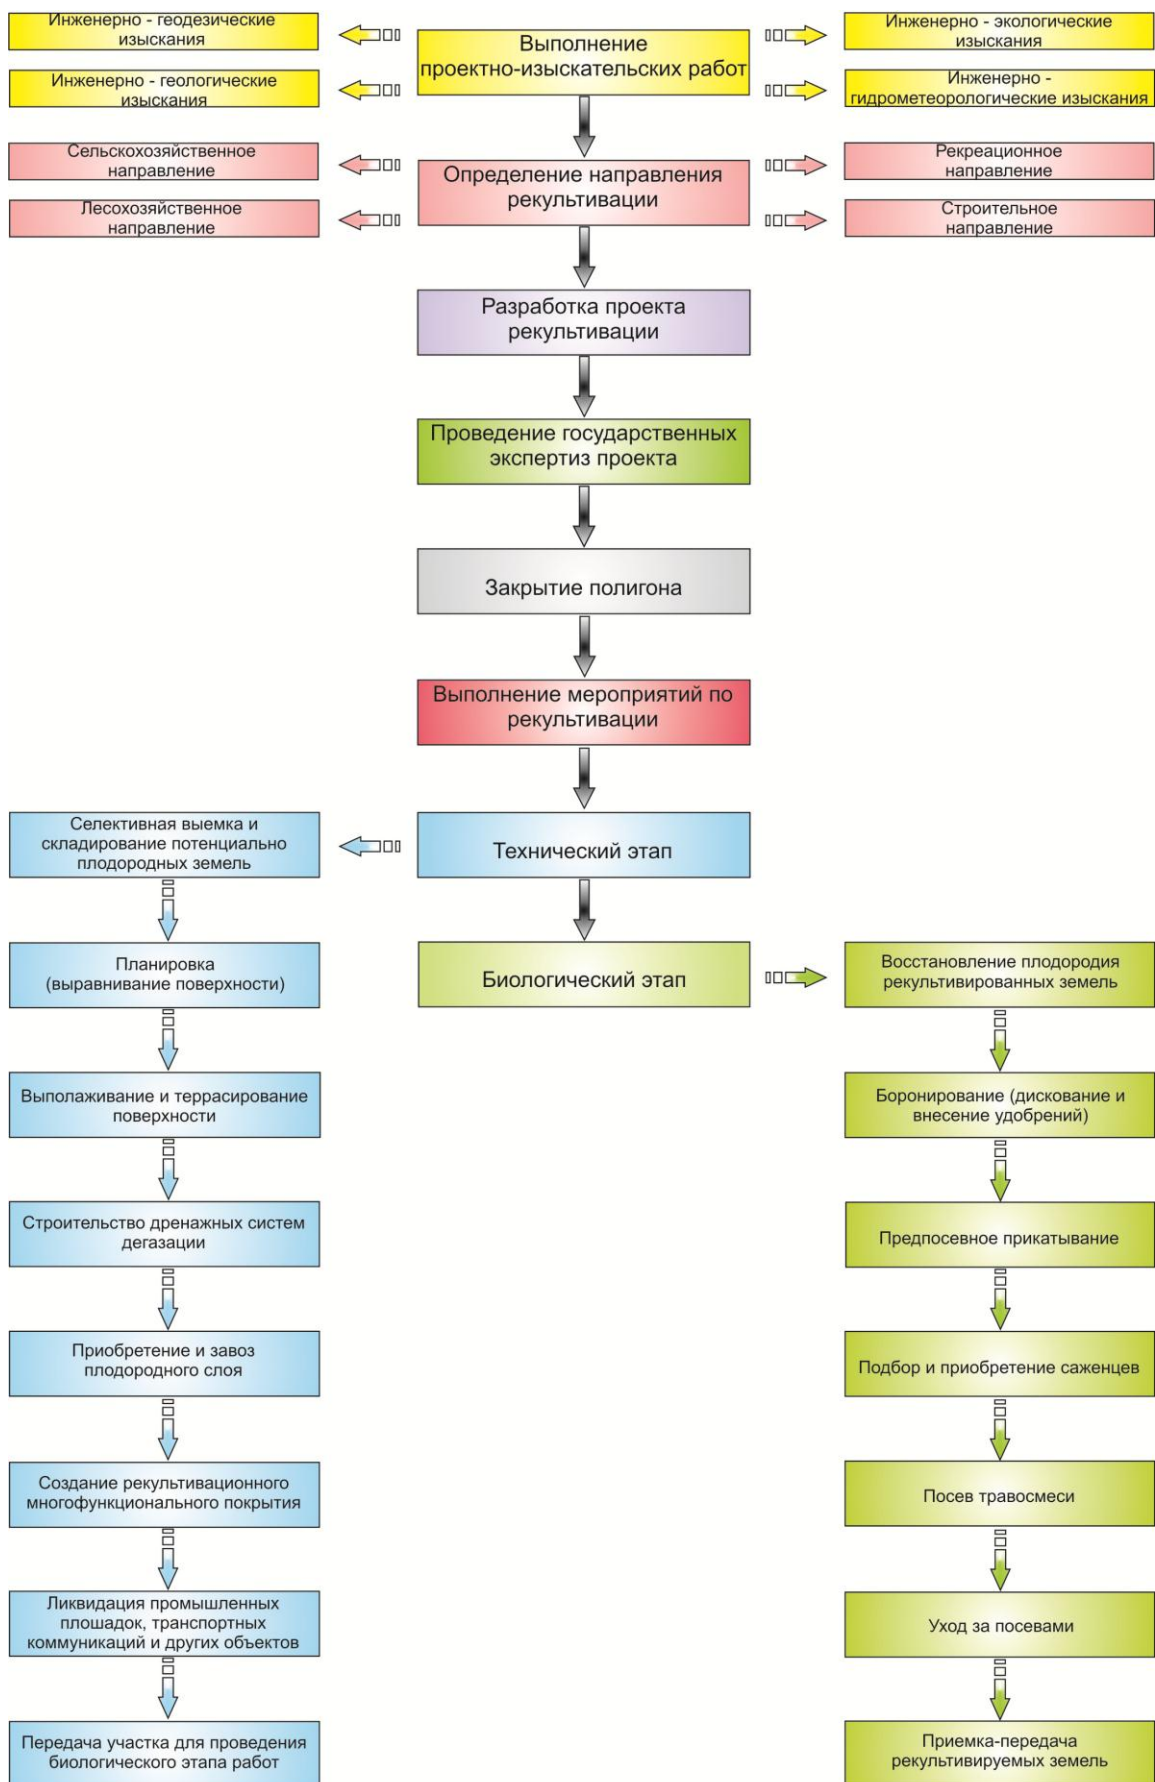 Инженерно - геодезические
изыскания
Выполнение
проектно-изыскательских работ
Инженерно - экологические
изыскания
Инженерно - геологические
изыскания
Инженерно -
гидрометеорологические изыскания
Сельскохозяйственное
направление
Определение направления
рекультивации
Рекреационное
направление
Лесохозяйственное
направление
Строительное
направление
Разработка проекта
рекультивации
Проведение государственных
экспертиз проекта
Закрытие полигона
Выполнение мероприятий по
рекультивации
Селективная выемка и
складирование потенциально
плодородных земель
Технический этап
Планировка
(выравнивание поверхности)
Биологический этап
Восстановление плодородия
рекультивированных земель
Выполаживание и террасирование
поверхности
Боронирование (дискование и
внесение удобрений)
Строительство дренажных систем
дегазации
Предпосевное прикатывание
Приобретение и завоз
плодородного слоя
Подбор и приобретение саженцев
Создание рекультивационного
многофункционального покрытия
Посев травосмеси
Ликвидация промышленных
плошадок, транспортных
коммуникаций и других объектов
Уход за посевами
Передача участка для проведения
биологического этапа работ
Приемка-передача
рекультивируемых земель